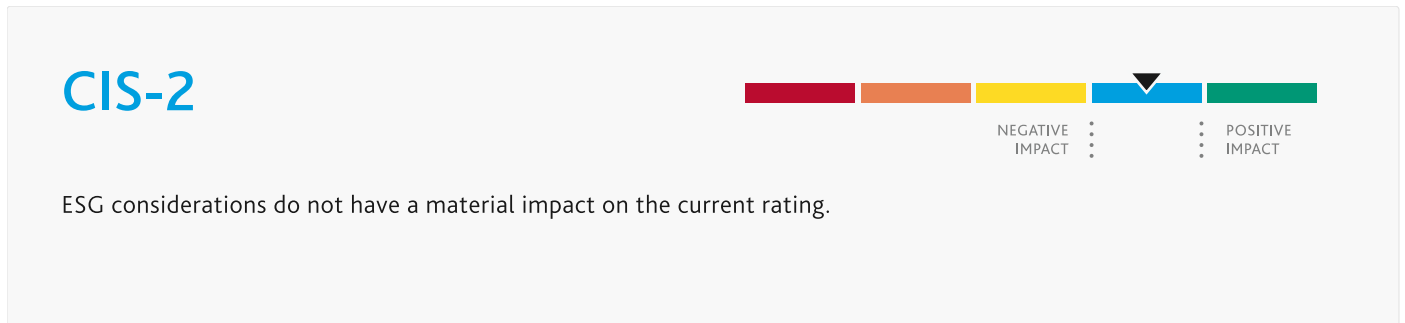 CIS-2
NEGATIVE
IMPACT
POSITIVE
IMPACT
ESG considerations do not have a material impact on the current rating.